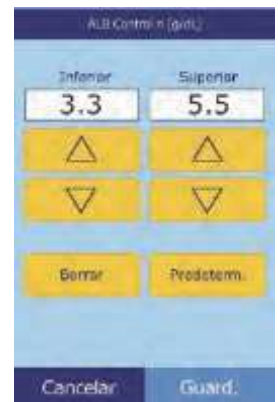 ALB Control n (g/dL)
Inferior Superior
3.3 5.5
Borrar Predeterm.
Cancelar Guard.